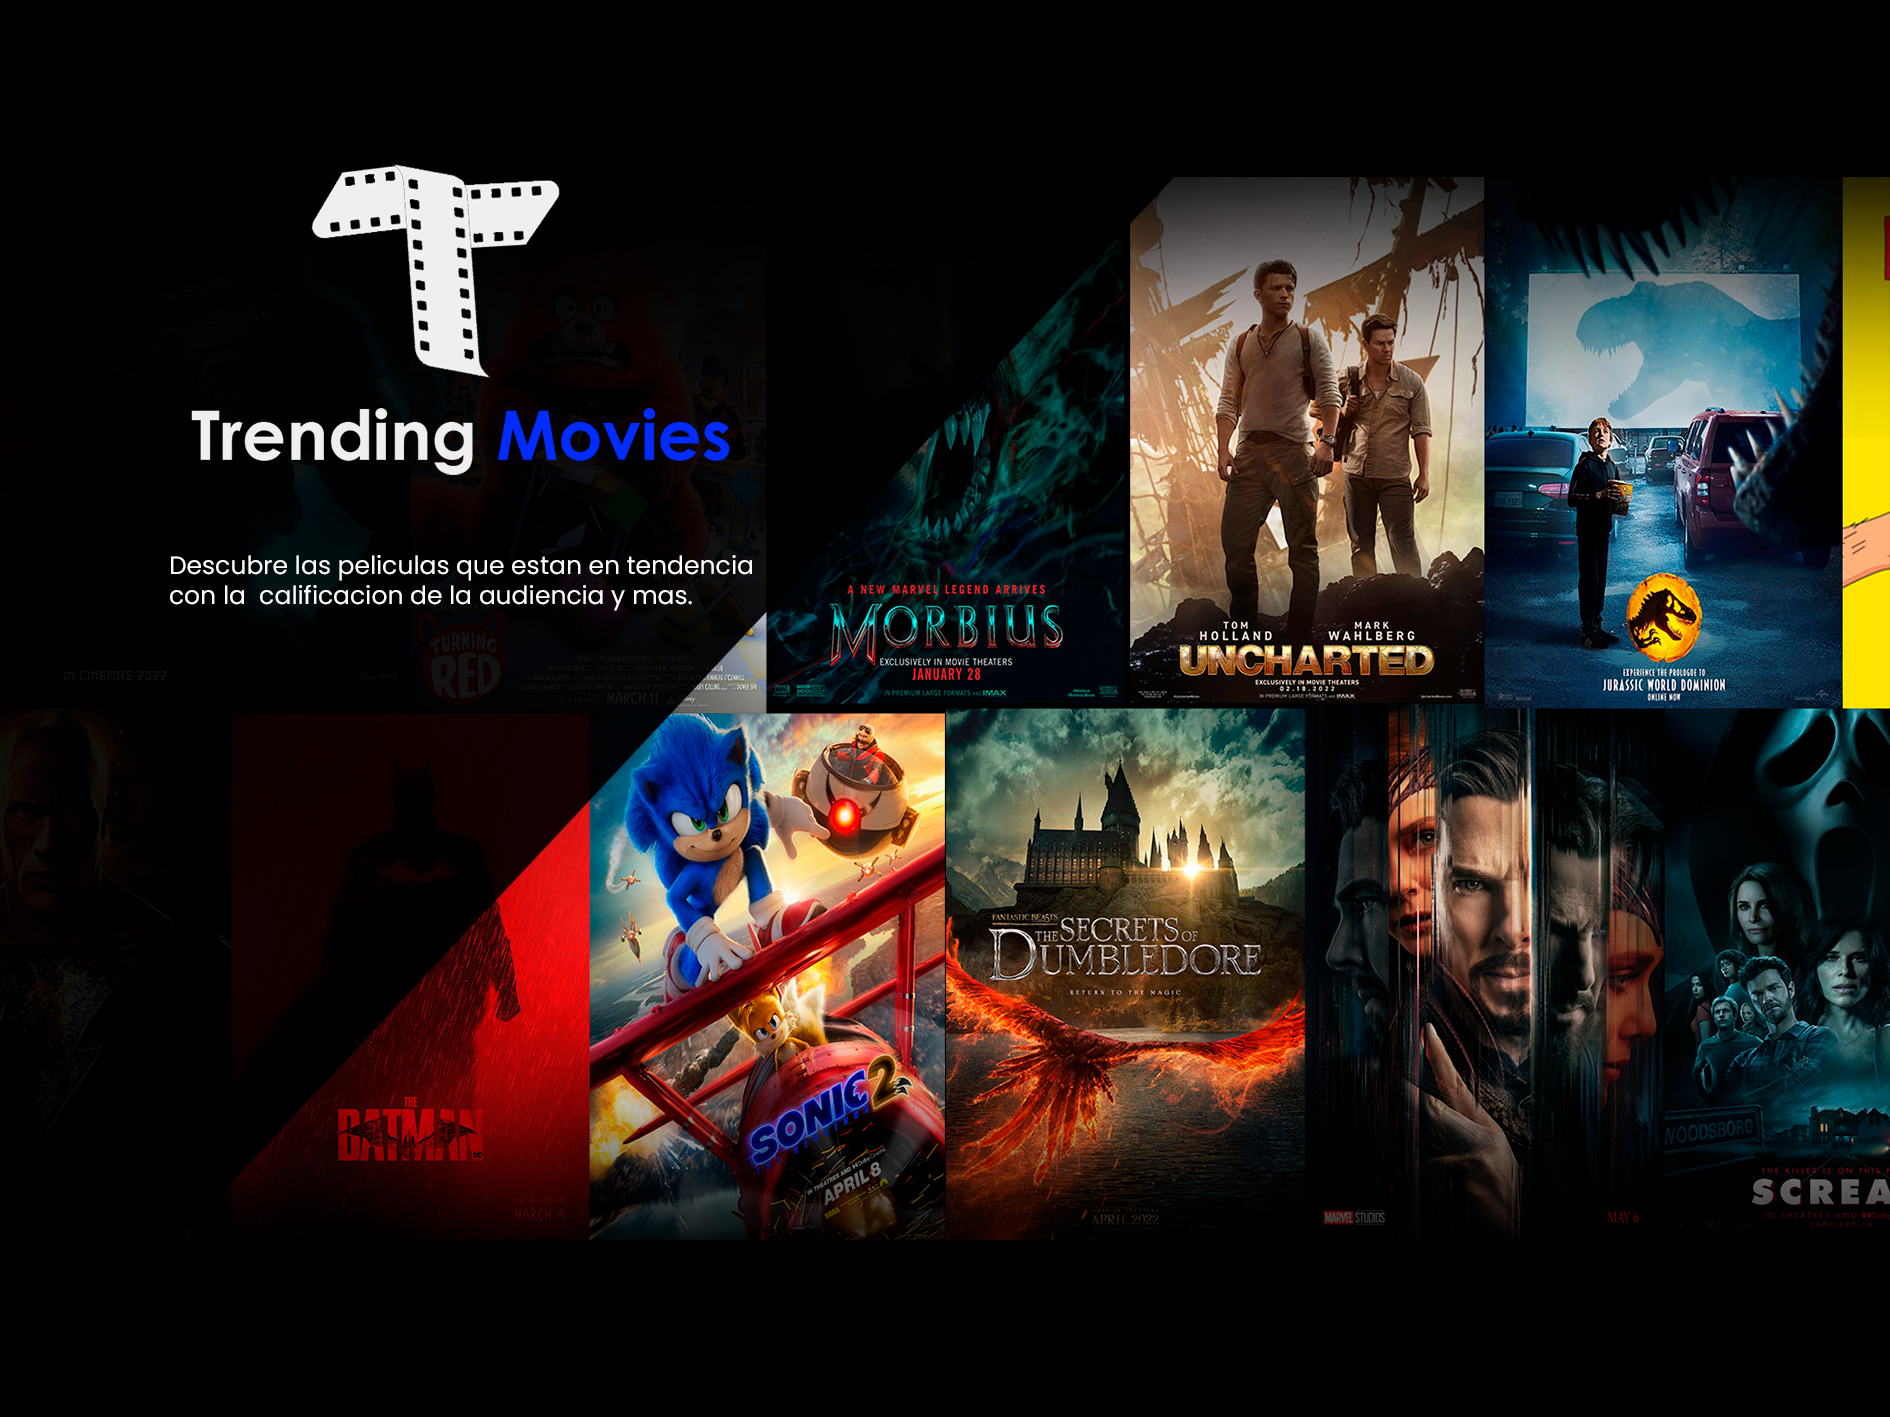 Trending Movies
Descubre las peliculas que estan en tendencia
con la  calificacion de la audiencia y mas.
IN CINEMAS 2022
TURNING
RED
MARCH 11
A NEW MARVEL LEGEND ARRIVES
MORBIUS
EXCLUSIVELY IN MOVIE THEATERS
JANUARY 28
IN PREMIUM LARGE FORMATS AND IMAX
TOM
HOLLAND
MARK
WAHLBERG
UNCHARTED
EXCLUSIVELY IN MOVIE THEATERS
02.18.2022
IN PREMIUM LARGE FORMATS AND IMAX
EXPERIENCE THE PROLOGUE TO
JURASSIC WORLD DOMINION
ONLINE NOW
THE
BATMAN
MARCH 4
SONIC 2
IN THEATRES AND Dolby Cinema
APRIL 8
SEGA
FANTASTIC BEASTS
THE SECRETS OF
DUMBLEDORE
RETURN TO THE MAGIC
APRIL 2022
MARVEL STUDIOS
MAY 6
WOODSBORO
THE KILLER IS ON THIS
SCREA
IN THEATRES AND
JANUARY 14